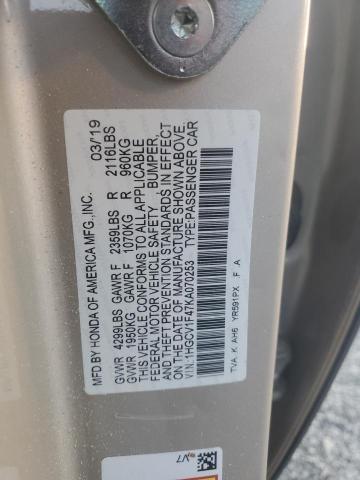 MFD BY HONDA OF AMERICA MFG.,INC. 03/19
GVWR 4299LBS GAWR F 2359LBS R 2116LBS
GVWR 1950KG GAWR F 1070KG R 960KG
THIS VEHICLE CONFORMS TO ALL APPLICABLE
FEDERAL MOTOR VEHICLE SAFETY, BUMPER,
AND THEFT PREVENTION STANDARDS IN EFFECT
ON THE DATE OF MANUFACTURE SHOWN ABOVE.
V.I.N.:1HGCV1F47KA070253 TYPE:PASSENGER CAR
TVA K AH6 YR591PX F A
V7